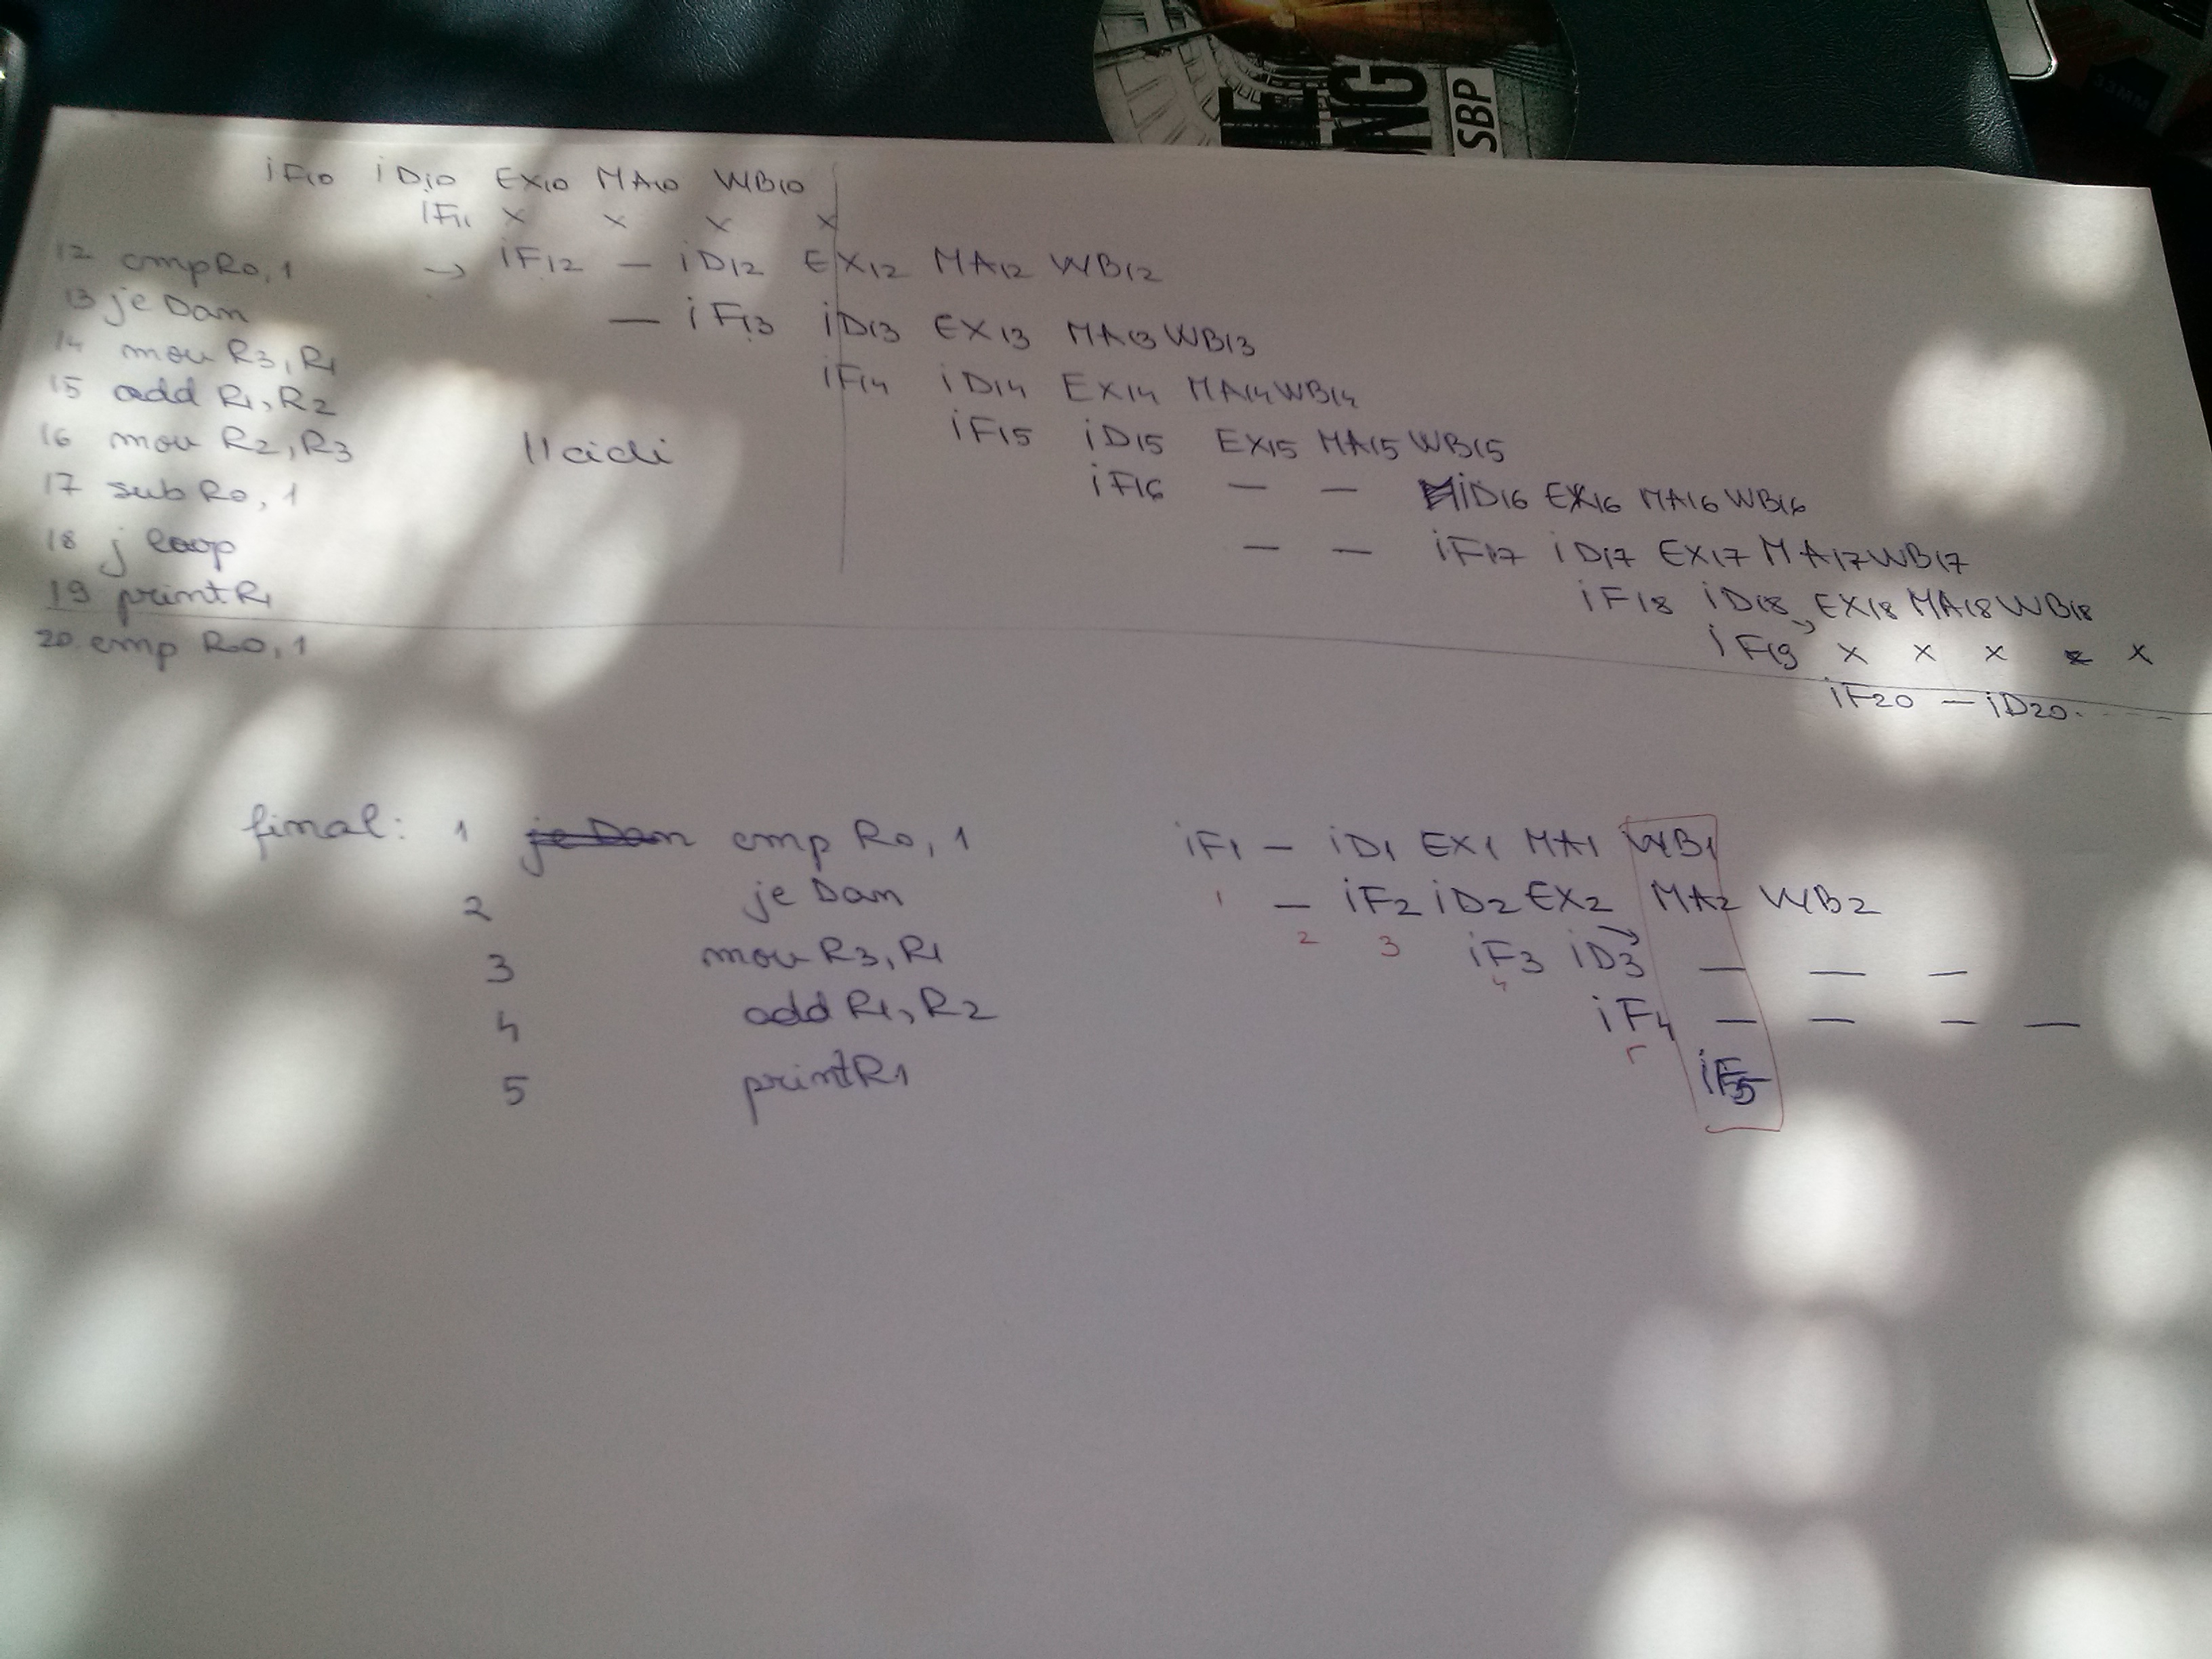 iF10 iD10 EX10 MA10 WB10
iF11 x x x x
12 cmp R0, 1 → iF12 — iD12 EX12 MA12 WB12
13 je Dan — iF13 iD13 EX13 MA13 WB13
14 mov R3, R1 iF14 iD14 EX14 MA14 WB14
15 add R1, R2 iF15 iD15 EX15 MA15 WB15
16 mov R2, R3 11 cicli iF16 — — iD16 EX16 MA16 WB16
17 sub R0, 1 — — iF17 iD17 EX17 MA17 WB17
18 j loop iF18 iD18 EX18 MA18 WB18
19 print R1 iF19 x x x x x
20. cmp R0, 1 iF20 — iD20.
final: 1 je Dan cmp R0, 1 iF1 — iD1 EX1 MA1 WB1
2 je Dan 1 — iF2 iD2 EX2 MA2 WB2
3 mov R3, R1 2 3 iF3 iD3 — — —
4 add R1, R2 4 iF4 — — — —
5 print R1 5 iF5
NG
SBP